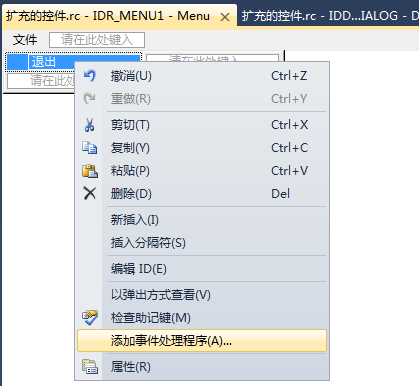 扩充的控件.rc - IDR_MENU1 - Menu 扩充的控件.rc - IDD...IALOG - D
文件 请在此处键入
退出 请在此处键入
请在此处键入
撤消(U) Ctrl+Z
重做(R) Ctrl+Y
剪切(T) Ctrl+X
复制(Y) Ctrl+C
粘贴(P) Ctrl+V
删除(D) Del
新插入(I)
插入分隔符(S)
编辑 ID(E)
以弹出方式查看(V)
检查助记键(M)
添加事件处理程序(A)...
属性(R)